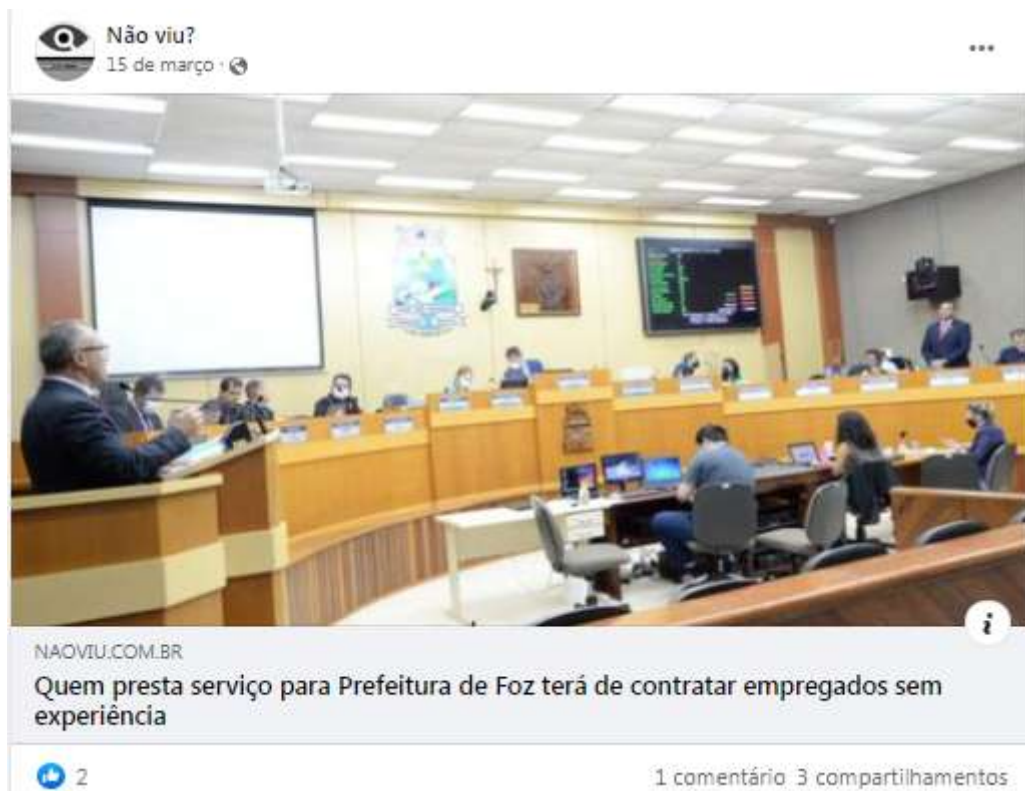 Não viu?
15 de março ·
NAOVIU.COM.BR
Quem presta serviço para Prefeitura de Foz terá de contratar empregados sem
experiência
2
1 comentário 3 compartilhamentos